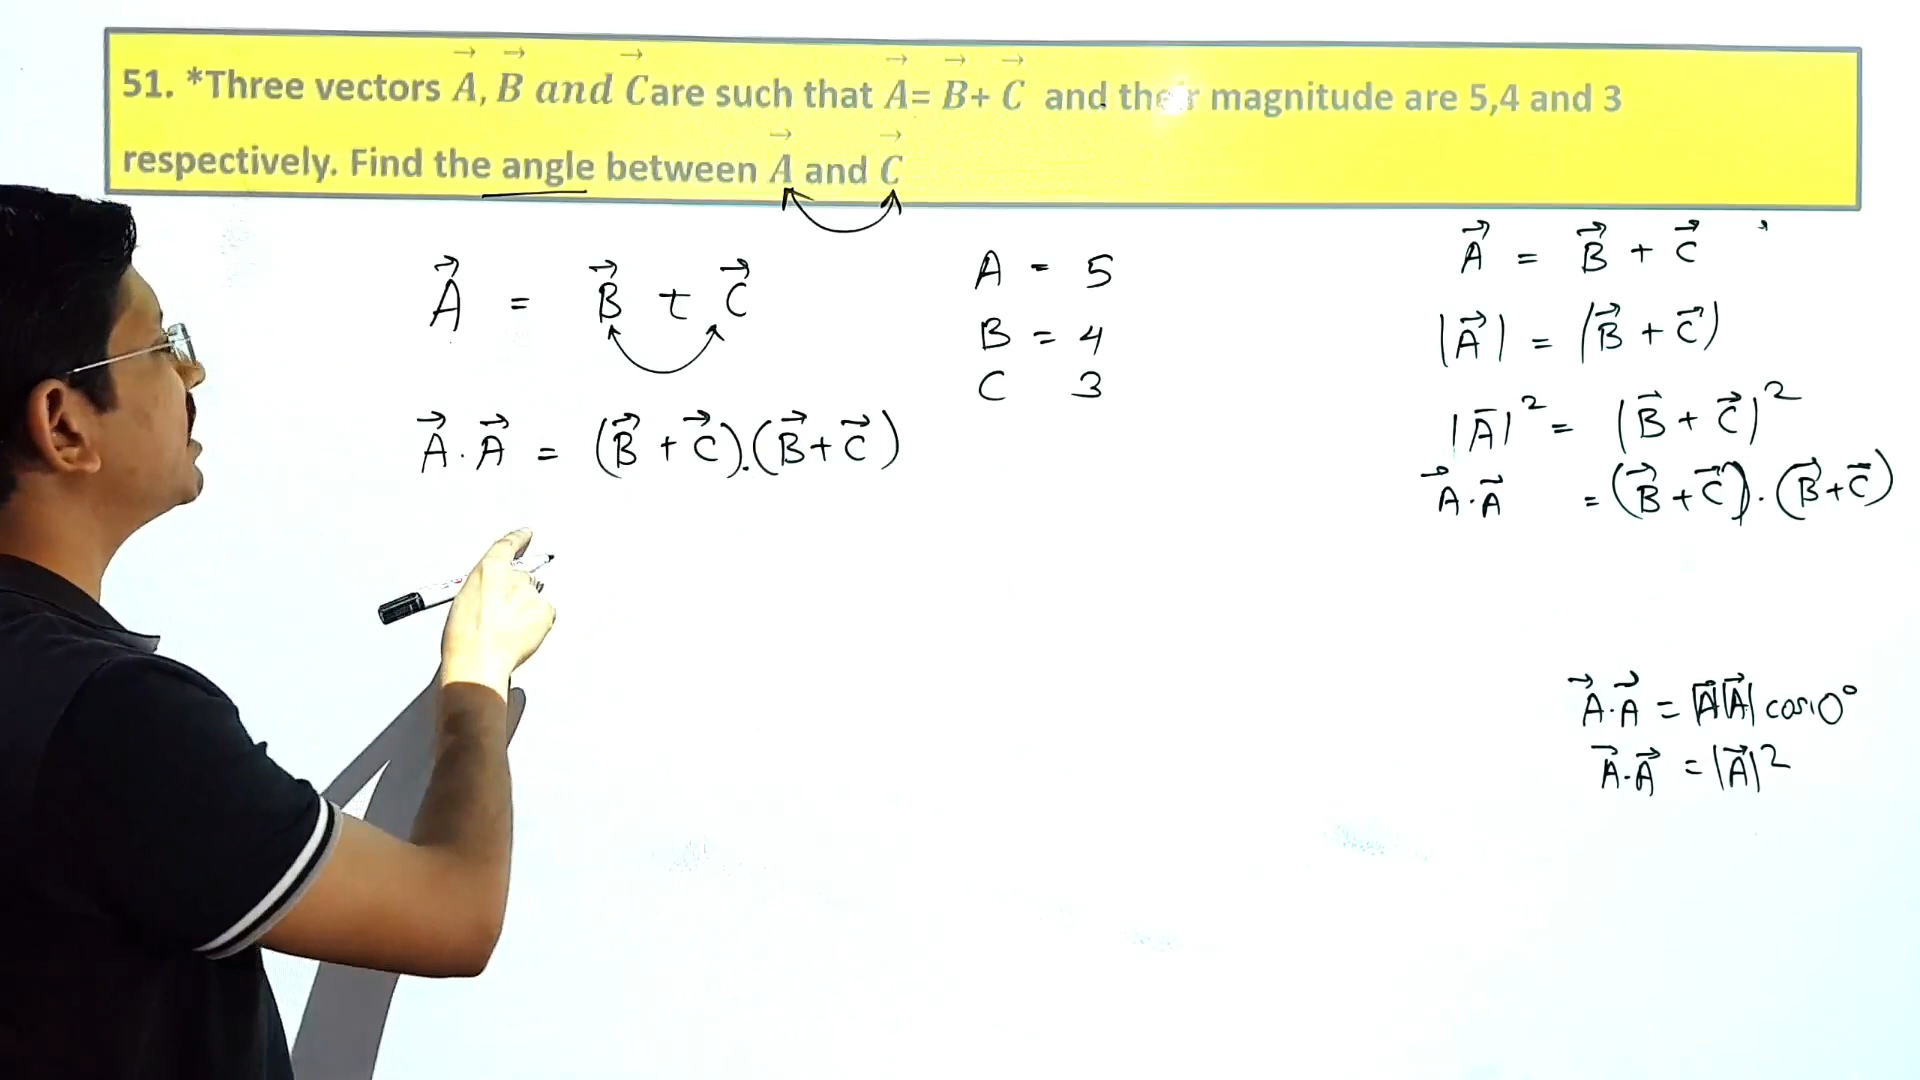 51. *Three vectors A⃗, B⃗ and C⃗are such that A⃗= B⃗+ C⃗ and their magnitude are 5,4 and 3
respectively. Find the angle between A⃗ and C⃗
A⃗ = B⃗ + C⃗
A⃗.A⃗ = (B⃗ + C⃗).(B⃗+C⃗)
A = 5
B = 4
C 3
A⃗ = B⃗ + C⃗
|A⃗| = |B⃗ + C⃗|
|A|² = |B⃗ + C⃗|²
A⃗.A⃗ = (B⃗+C⃗).(B⃗+C⃗)
A⃗.A⃗ = |A⃗||A⃗| cos0°
A⃗.A⃗ = |A⃗|²